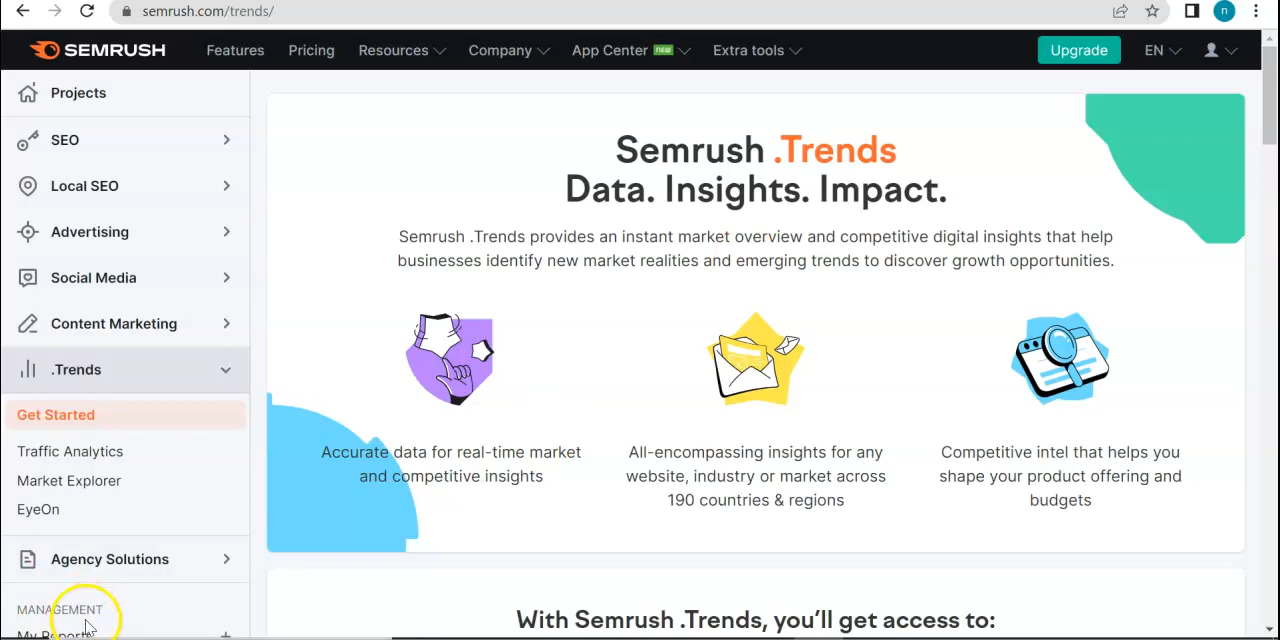 semrush.com/trends/
n
SEMRUSH
Features Pricing Resources Company App Center new Extra tools Upgrade EN
Projects
SEO
Local SEO
Advertising
Social Media
Content Marketing
.Trends
Get Started
Traffic Analytics
Market Explorer
EyeOn
Agency Solutions
MANAGEMENT
My Reports
Semrush .Trends
Data. Insights. Impact.
Semrush .Trends provides an instant market overview and competitive digital insights that help
businesses identify new market realities and emerging trends to discover growth opportunities.
Accurate data for real-time market
and competitive insights
All-encompassing insights for any
website, industry or market across
190 countries & regions
Competitive intel that helps you
shape your product offering and
budgets
With Semrush .Trends, you'll get access to: